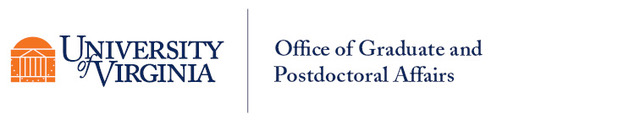 UNIVERSITY
of VIRGINIA
Office of Graduate and
Postdoctoral Affairs